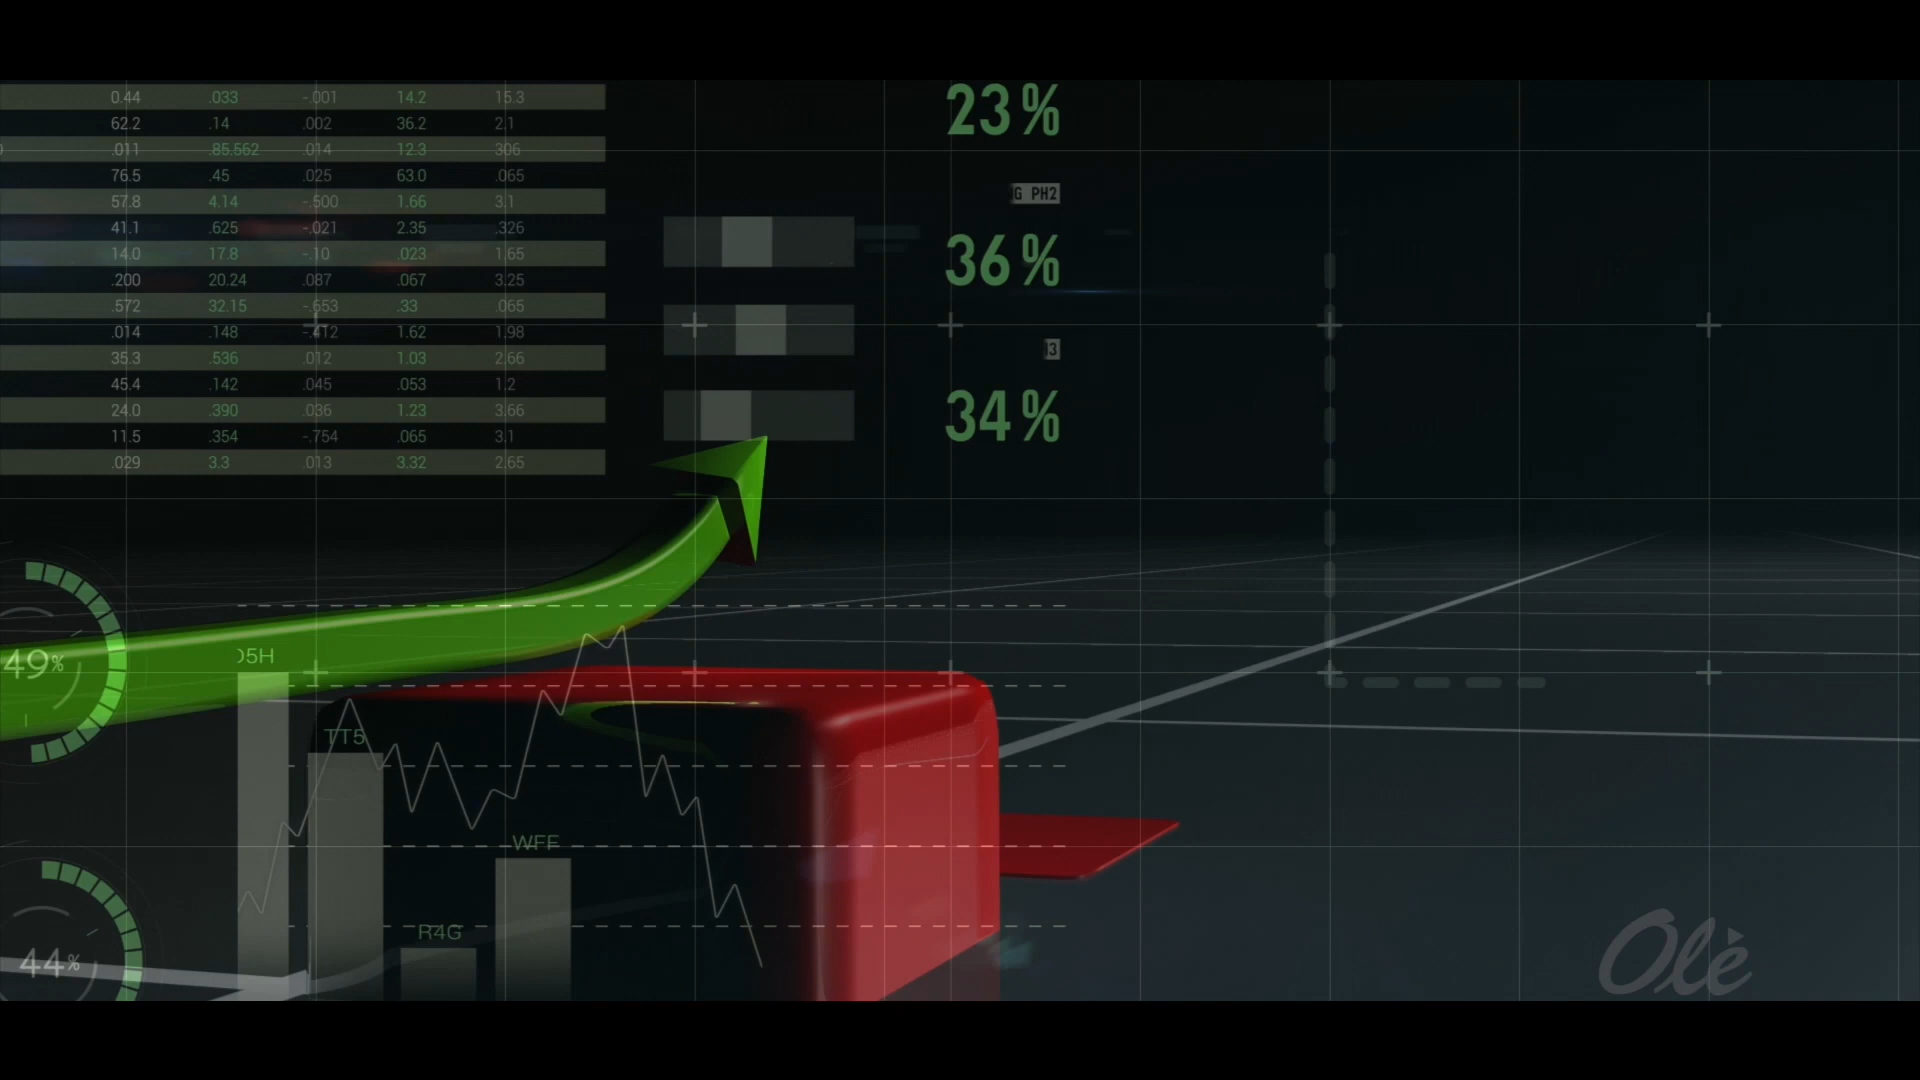 0.44 .033 -.001 14.2 15.3
62.2 .14 .002 36.2 2.1
.011 .85.562 .014 12.3 306
76.5 .45 .025 63.0 .065
57.8 4.14 -.500 1.66 3.1
41.1 .625 -.021 2.35 .326
14.0 17.8 -.10 .023 1.65
.200 20.24 .087 .067 3.25
.572 32.15 -.653 .33 .065
.014 .148 -.412 1.62 1.98
35.3 .536 .012 1.03 2.66
45.4 .142 .045 .053 1.2
24.0 .390 .036 1.23 3.66
11.5 .354 -.754 .065 3.1
.029 3.3 .013 3.32 2.65
23%
G PH2
36%
34%
49%
5H
TT5
WFF
R4G
44%
Olè